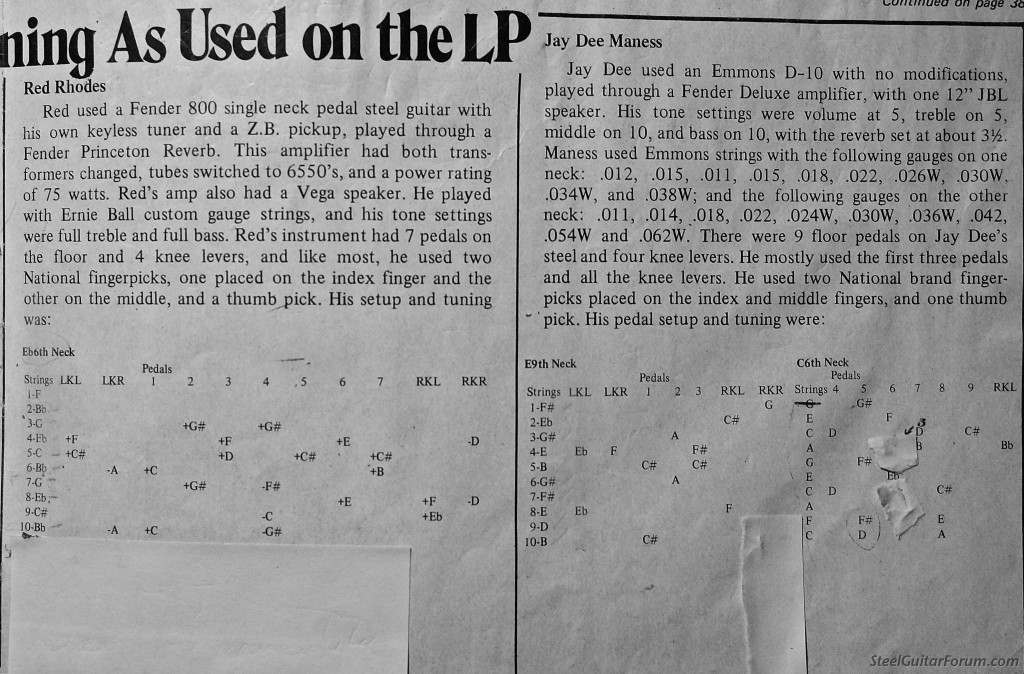 Continued on page 38
ning As Used on the LP
Red Rhodes
Red used a Fender 800 single neck pedal steel guitar with
his own keyless tuner and a Z.B. pickup, played through a
Fender Princeton Reverb. This amplifier had both trans-
formers changed, tubes switched to 6550's, and a power rating
of 75 watts. Red's amp also had a Vega speaker. He played
with Ernie Ball custom gauge strings, and his tone settings
were full treble and full bass. Red's instrument had 7 pedals on
the floor and 4 knee levers, and like most, he used two
National fingerpicks, one placed on the index finger and the
other on the middle, and a thumb pick. His setup and tuning
was:
Eb6th Neck
Pedals
Strings LKL LKR 1 2 3 4 5 6 7 RKL RKR
1-F
2-Bb
3-G +G# +G#
4-Eb +F +F +E -D
5-C +C# +D +C# +C#
6-Bb -A +C +B
7-G +G# -F#
8-Eb +E +F -D
9-C# -C +Eb
10-Bb -A +C -G#
Jay Dee Maness
Jay Dee used an Emmons D-10 with no modifications,
played through a Fender Deluxe amplifier, with one 12" JBL
speaker. His tone settings were volume at 5, treble on 5,
middle on 10, and bass on 10, with the reverb set at about 3½.
Maness used Emmons strings with the following gauges on one
neck: .012, .015, .011, .015, .018, .022, .026W, .030W,
.034W, and .038W; and the following gauges on the other
neck: .011, .014, .018, .022, .024W, .030W, .036W, .042,
.054W and .062W. There were 9 floor pedals on Jay Dee's
steel and four knee levers. He mostly used the first three pedals
and all the knee levers. He used two National brand finger-
picks placed on the index and middle fingers, and one thumb
pick. His pedal setup and tuning were:
E9th Neck
Pedals
Strings LKL LKR 1 2 3 RKL RKR
1-F# G
2-Eb C#
3-G# A
4-E Eb F F#
5-B C# C#
6-G# A
7-F#
8-E Eb F
9-D
10-B C#
C6th Neck
Pedals
Strings 4 5 6 7 8 9 RKL
G G#
E F
C D D B C#
A B Bb
G F#
E Eb
C D C#
A
F F# E
C D A
SteelGuitarForum.com